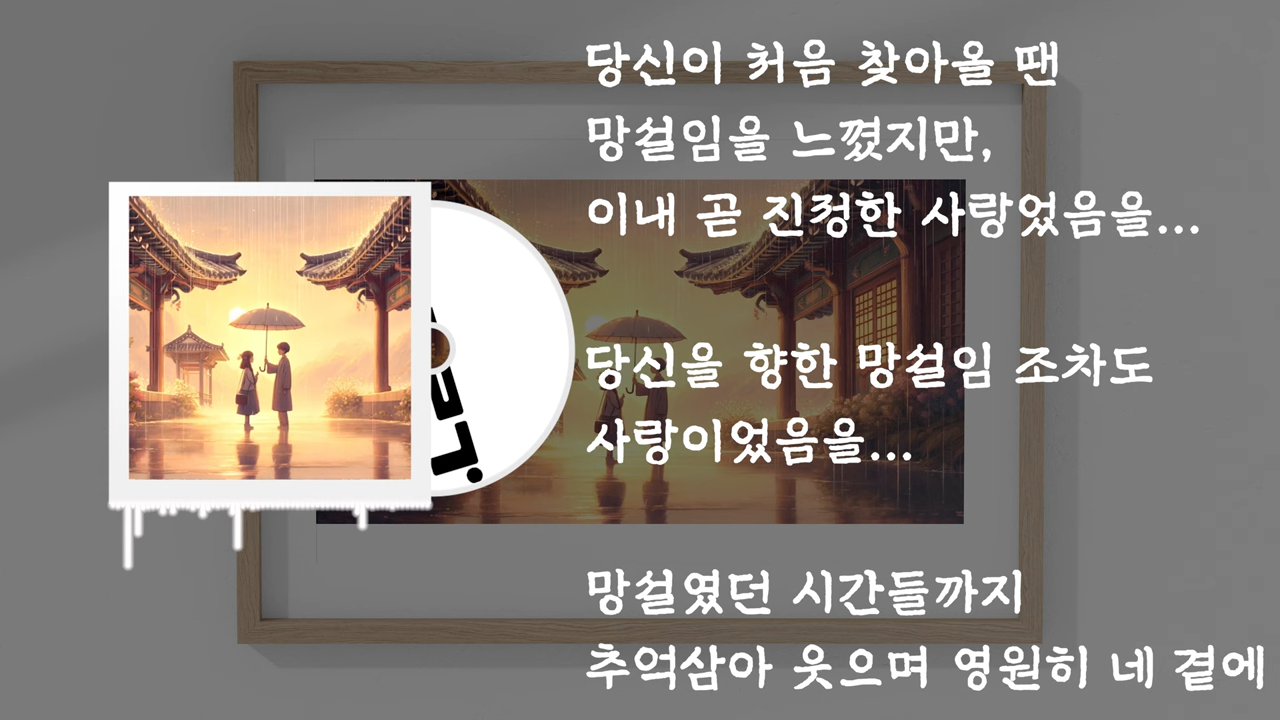 당신이 처음 찾아올 땐
망설임을 느꼈지만,
이내 곧 진정한 사랑었음을...
당신을 향한 망설임 조차도
사랑이었음을...
망설였던 시간들까지
추억삼아 웃으며 영원히 네 곁에